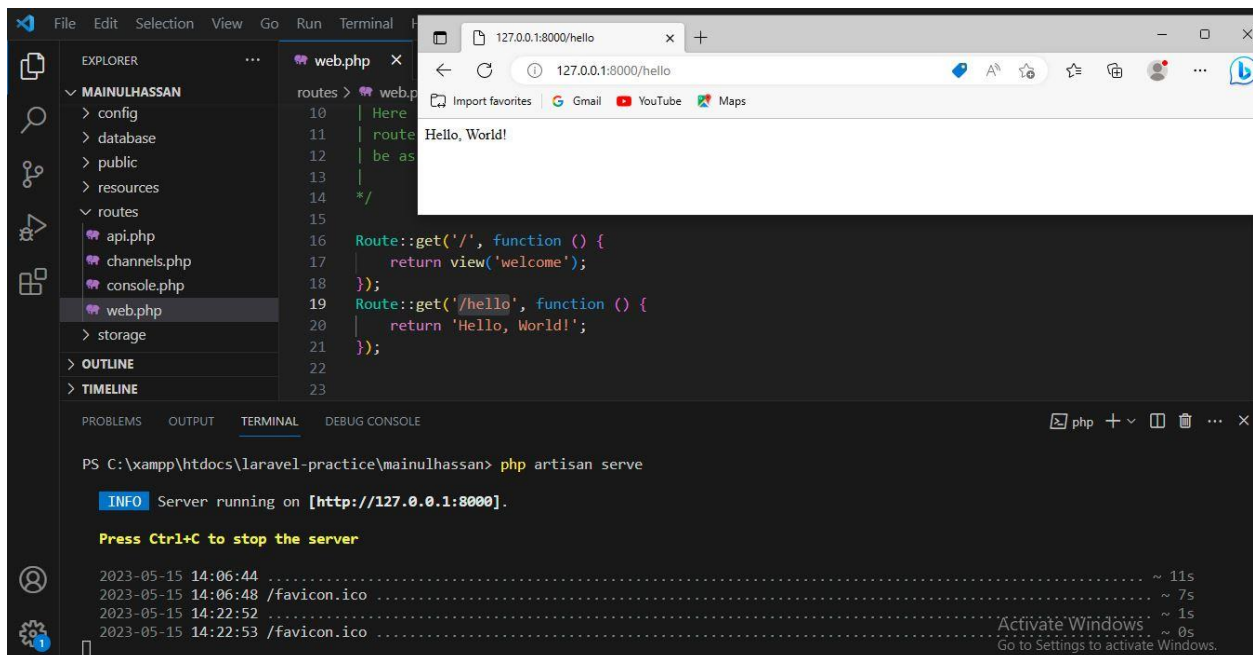 File Edit Selection View Go Run Terminal
127.0.0.1:8000/hello
127.0.0.1:8000/hello
Import favorites G Gmail YouTube Maps
Hello, World!
EXPLORER ...
MAINULHASSAN
> config
> database
> public
> resources
routes
api.php
channels.php
console.php
web.php
> storage
> OUTLINE
> TIMELINE
web.php ×
routes > web.p
10 | Here
11 | route
12 | be as
13 |
14 */
15
16 Route::get('/', function () {
17 return view('welcome');
18 });
19 Route::get('/hello', function () {
20 return 'Hello, World!';
21 });
22
23
PROBLEMS OUTPUT TERMINAL DEBUG CONSOLE php
PS C:\xampp\htdocs\laravel-practice\mainulhassan> php artisan serve
INFO Server running on [http://127.0.0.1:8000].
Press Ctrl+C to stop the server
2023-05-15 14:06:44 ........................................ ~ 11s
2023-05-15 14:06:48 /favicon.ico ........................................ ~ 7s
2023-05-15 14:22:52 ........................................ ~ 1s
2023-05-15 14:22:53 /favicon.ico ........................................ ~ 0s
Activate Windows
Go to Settings to activate Windows.
1